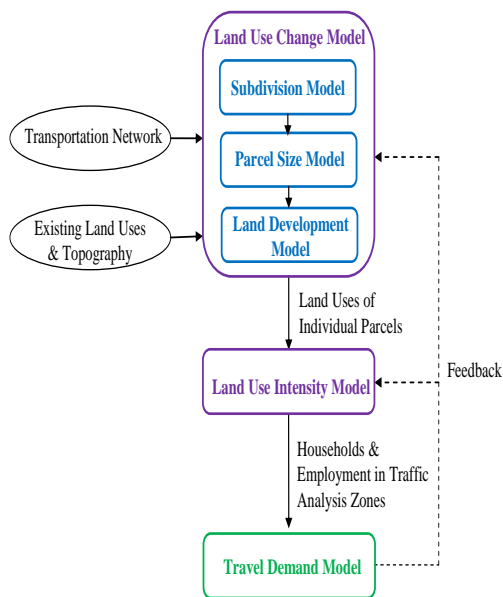 Land Use Change Model
Subdivision Model
Transportation Network
Parcel Size Model
Existing Land Uses
& Topography
Land Development
Model
Land Uses of
Individual Parcels
Land Use Intensity Model
Feedback
Households &
Employment in Traffic
Analysis Zones
Travel Demand Model